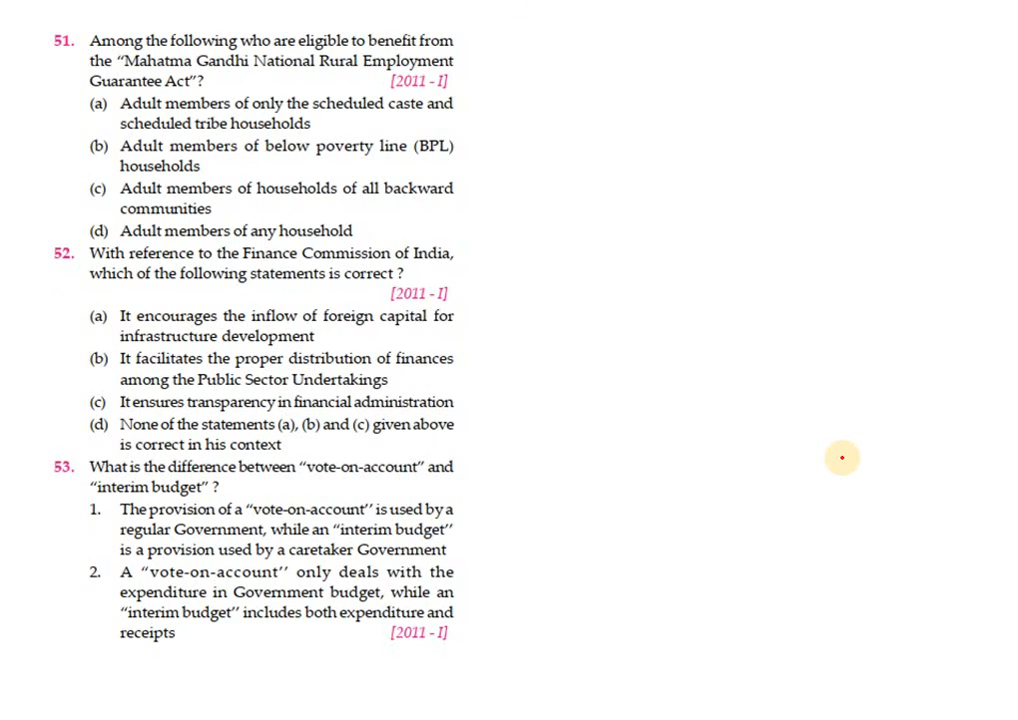 51. Among the following who are eligible to benefit from
the “Mahatma Gandhi National Rural Employment
Guarantee Act”? [2011 - I]
(a) Adult members of only the scheduled caste and
scheduled tribe households
(b) Adult members of below poverty line (BPL)
households
(c) Adult members of households of all backward
communities
(d) Adult members of any household
52. With reference to the Finance Commission of India,
which of the following statements is correct ?
[2011 - I]
(a) It encourages the inflow of foreign capital for
infrastructure development
(b) It facilitates the proper distribution of finances
among the Public Sector Undertakings
(c) It ensures transparency in financial administration
(d) None of the statements (a), (b) and (c) given above
is correct in his context
53. What is the difference between “vote-on-account” and
“interim budget” ?
1. The provision of a “vote-on-account’’ is used by a
regular Government, while an “interim budget’’
is a provision used by a caretaker Government
2. A “vote-on-account’’ only deals with the
expenditure in Government budget, while an
“interim budget’’ includes both expenditure and
receipts [2011 - I]